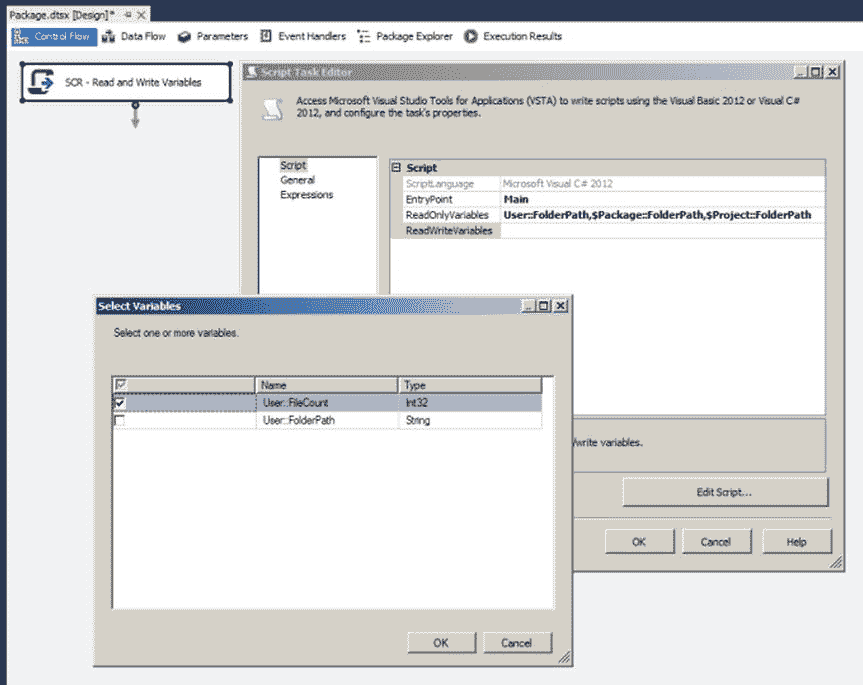 Package.dtsx [Design]*
Control Flow Data Flow Parameters Event Handlers Package Explorer Execution Results
SCR - Read and Write Variables
Script Task Editor
Access Microsoft Visual Studio Tools for Applications (VSTA) to write scripts using the Visual Basic 2012 or Visual C#
2012, and configure the task's properties.
Script
General
Expressions
Script
ScriptLanguage Microsoft Visual C# 2012
EntryPoint Main
ReadOnlyVariables User::FolderPath,$Package::FolderPath,$Project::FolderPath
ReadWriteVariables
Select Variables
Select one or more variables.
Name Type
User::FileCount Int32
User::FolderPath String
/write variables.
Edit Script...
OK Cancel Help
OK Cancel